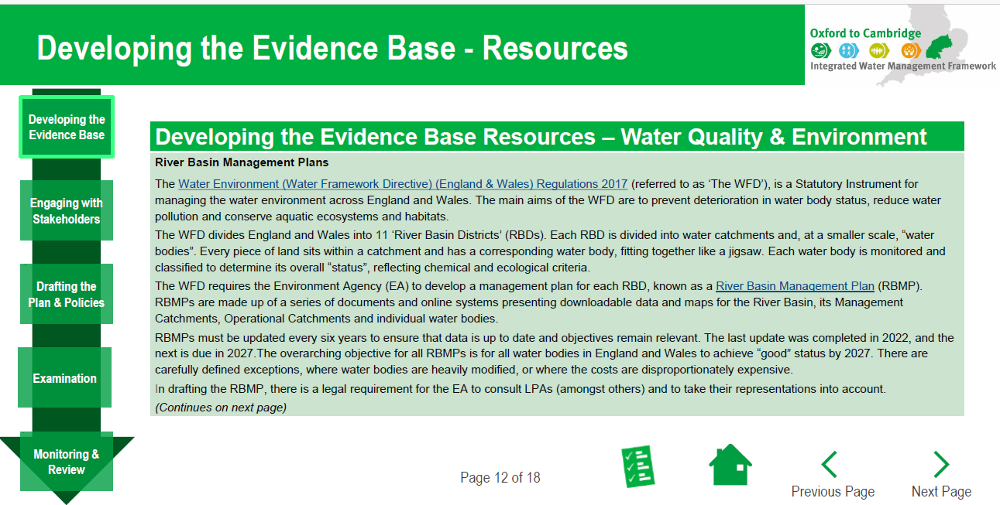 Developing the Evidence Base - Resources
Oxford to Cambridge
Integrated Water Management Framework
Developing the
Evidence Base
Engaging with
Stakeholders
Drafting the
Plan & Policies
Examination
Monitoring &
Review
Developing the Evidence Base Resources – Water Quality & Environment
River Basin Management Plans
The Water Environment (Water Framework Directive) (England & Wales) Regulations 2017 (referred to as ‘The WFD’), is a Statutory Instrument for
managing the water environment across England and Wales. The main aims of the WFD are to prevent deterioration in water body status, reduce water
pollution and conserve aquatic ecosystems and habitats.
The WFD divides England and Wales into 11 ‘River Basin Districts’ (RBDs). Each RBD is divided into water catchments and, at a smaller scale, “water
bodies”. Every piece of land sits within a catchment and has a corresponding water body, fitting together like a jigsaw. Each water body is monitored and
classified to determine its overall “status”, reflecting chemical and ecological criteria.
The WFD requires the Environment Agency (EA) to develop a management plan for each RBD, known as a River Basin Management Plan (RBMP).
RBMPs are made up of a series of documents and online systems presenting downloadable data and maps for the River Basin, its Management
Catchments, Operational Catchments and individual water bodies.
RBMPs must be updated every six years to ensure that data is up to date and objectives remain relevant. The last update was completed in 2022, and the
next is due in 2027.The overarching objective for all RBMPs is for all water bodies in England and Wales to achieve “good” status by 2027. There are
carefully defined exceptions, where water bodies are heavily modified, or where the costs are disproportionately expensive.
In drafting the RBMP, there is a legal requirement for the EA to consult LPAs (amongst others) and to take their representations into account.
(Continues on next page)
Page 12 of 18
Previous Page
Next Page